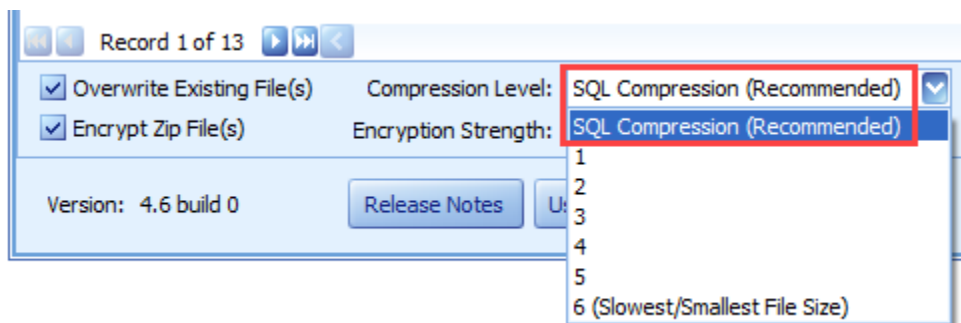 Record 1 of 13
Overwrite Existing File(s) Compression Level: SQL Compression (Recommended)
Encrypt Zip File(s) Encryption Strength: SQL Compression (Recommended)
1
2
Version: 4.6 build 0 Release Notes
3
4
5
6 (Slowest/Smallest File Size)